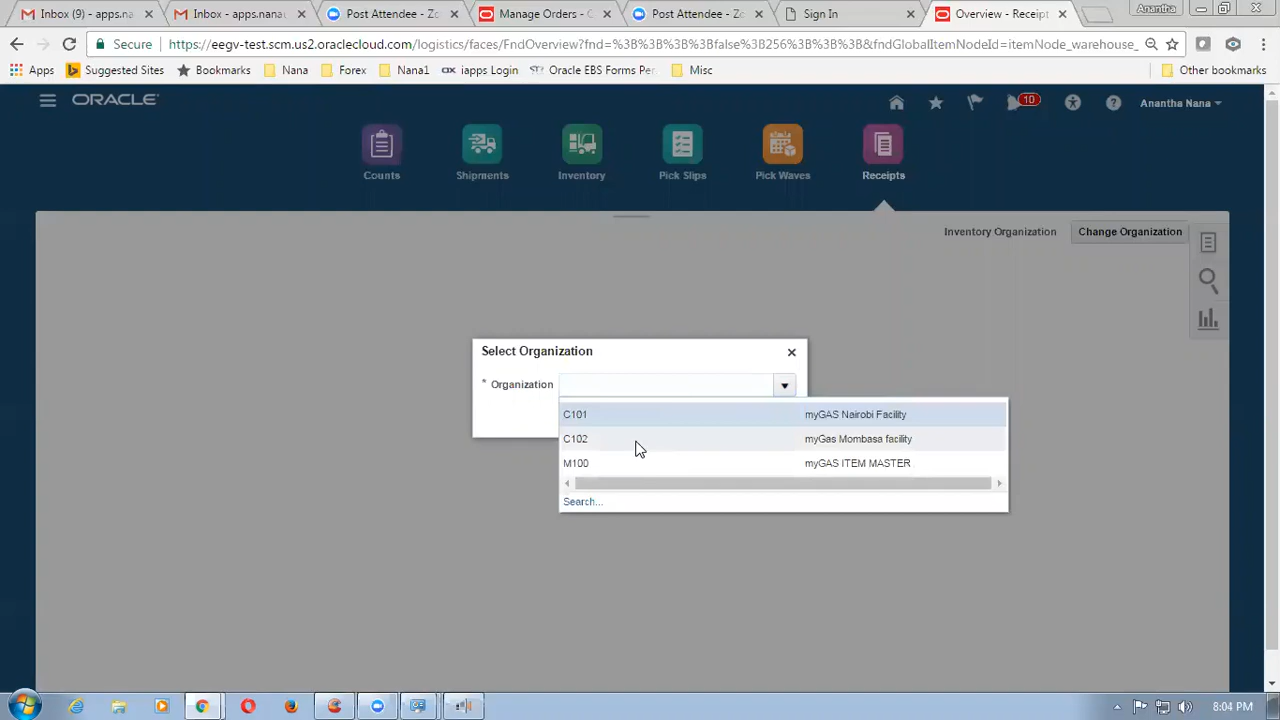 Inbox (9) - apps.nana
Inbox - apps.nanau
Post Attendee - Zo
Manage Orders - C
Post Attendee - Zo
Sign In
Overview - Receipt
Anantha
Secure
https://eegv-test.scm.us2.oraclecloud.com/logistics/faces/FndOverview?fnd=%3B%3B%3B%3Bfalse%3B256%3B%3B%3B&fndGlobalItemNodeId=itemNode_warehouse_
Apps
Suggested Sites
Bookmarks
Nana
Forex
Nana1
iapps Login
Oracle EBS Forms Per
Misc
Other bookmarks
ORACLE
10
Anantha Nana
Counts
Shipments
Inventory
Pick Slips
Pick Waves
Receipts
Inventory Organization
Change Organization
Select Organization
* Organization
C101 myGAS Nairobi Facility
C102 myGas Mombasa facility
M100 myGAS ITEM MASTER
Search...
8:04 PM